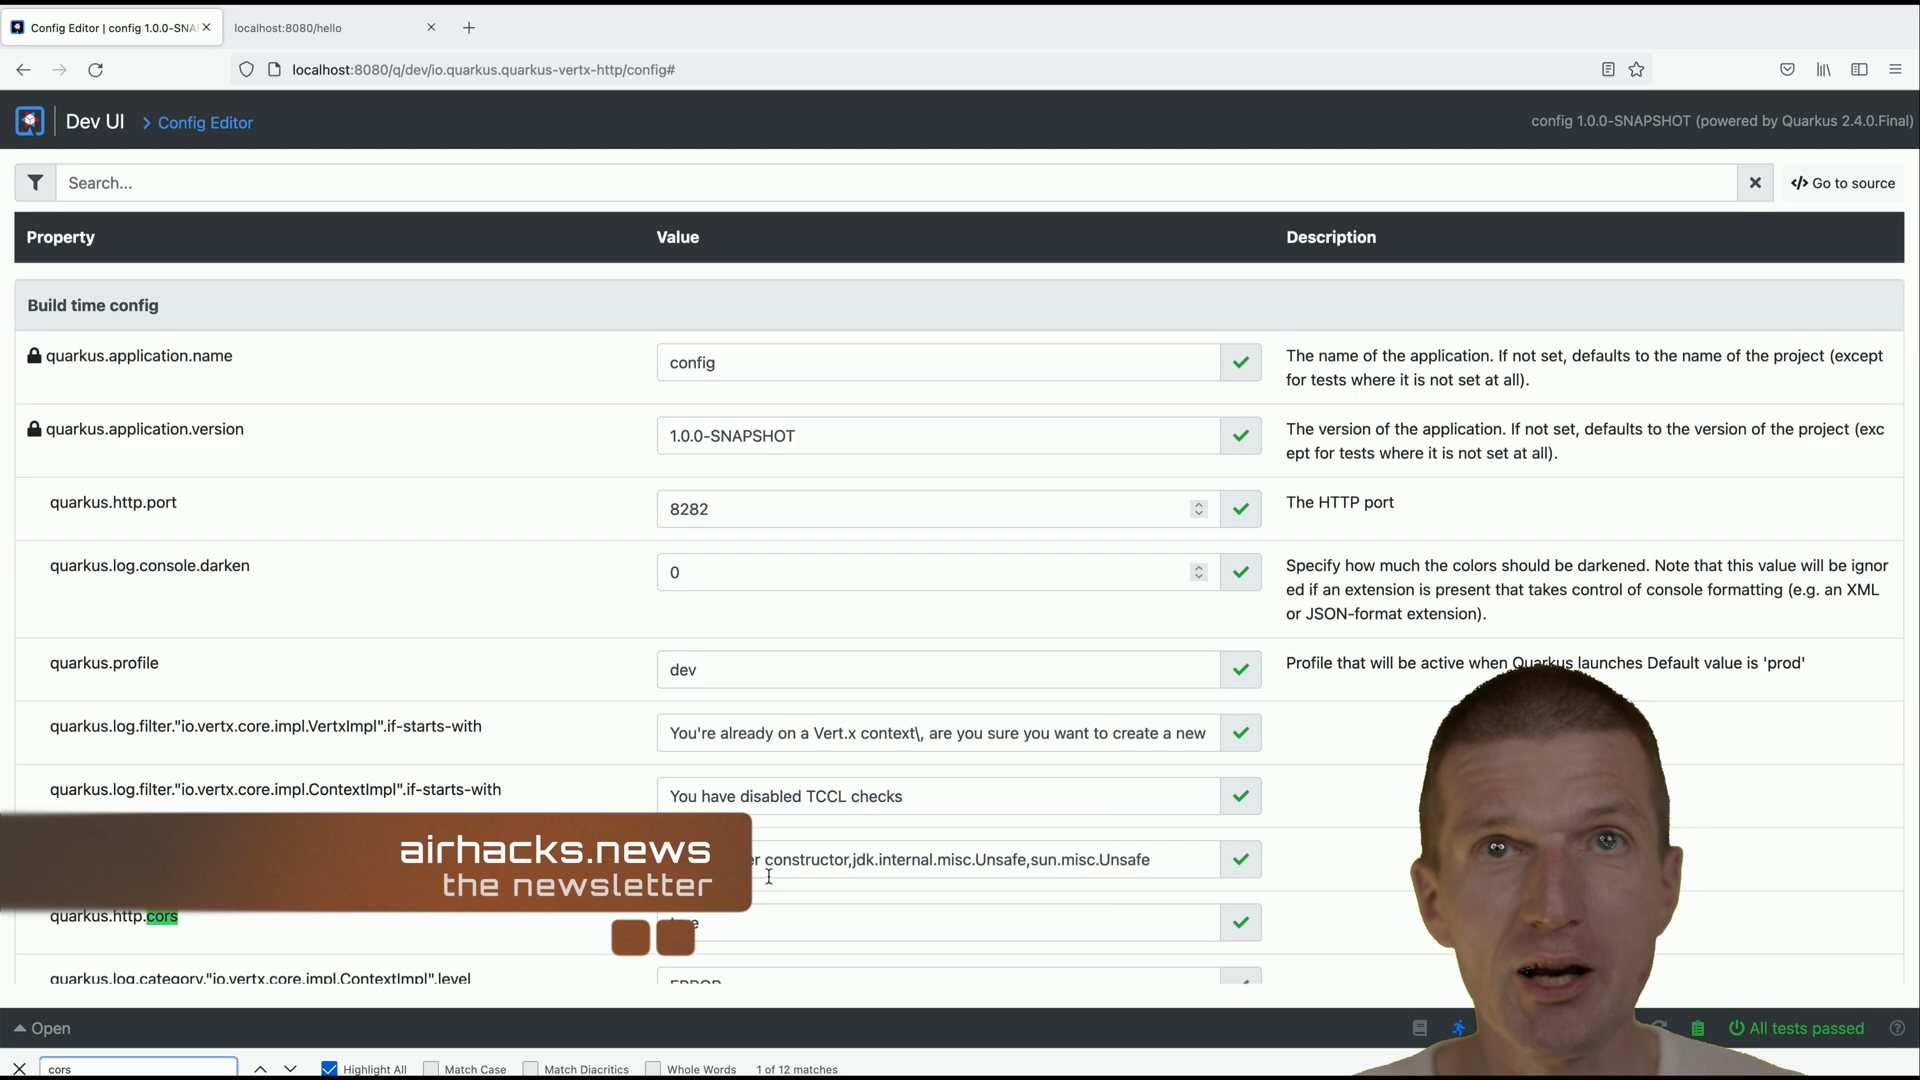 Config Editor | config 1.0.0-SNA
localhost:8080/hello
localhost:8080/q/dev/io.quarkus.quarkus-vertx-http/config#
Dev UI
Config Editor
config 1.0.0-SNAPSHOT (powered by Quarkus 2.4.0.Final)
Search...
</> Go to source
Property
Value
Description
Build time config
quarkus.application.name
config
The name of the application. If not set, defaults to the name of the project (except
for tests where it is not set at all).
quarkus.application.version
1.0.0-SNAPSHOT
The version of the application. If not set, defaults to the version of the project (exc
ept for tests where it is not set at all).
quarkus.http.port
8282
The HTTP port
quarkus.log.console.darken
0
Specify how much the colors should be darkened. Note that this value will be ignor
ed if an extension is present that takes control of console formatting (e.g. an XML
or JSON-format extension).
quarkus.profile
dev
Profile that will be active when Quarkus launches Default value is 'prod'
quarkus.log.filter."io.vertx.core.impl.VertxImpl".if-starts-with
You're already on a Vert.x context\, are you sure you want to create a new
quarkus.log.filter."io.vertx.core.impl.ContextImpl".if-starts-with
You have disabled TCCL checks
airhacks.news
the newsletter
constructor,jdk.internal.misc.Unsafe,sun.misc.Unsafe
quarkus.http.cors
quarkus.log.category."io.vertx.core.impl.ContextImpl".level
ERROR
Open
All tests passed
cors
Highlight All
Match Case
Match Diacritics
Whole Words
1 of 12 matches